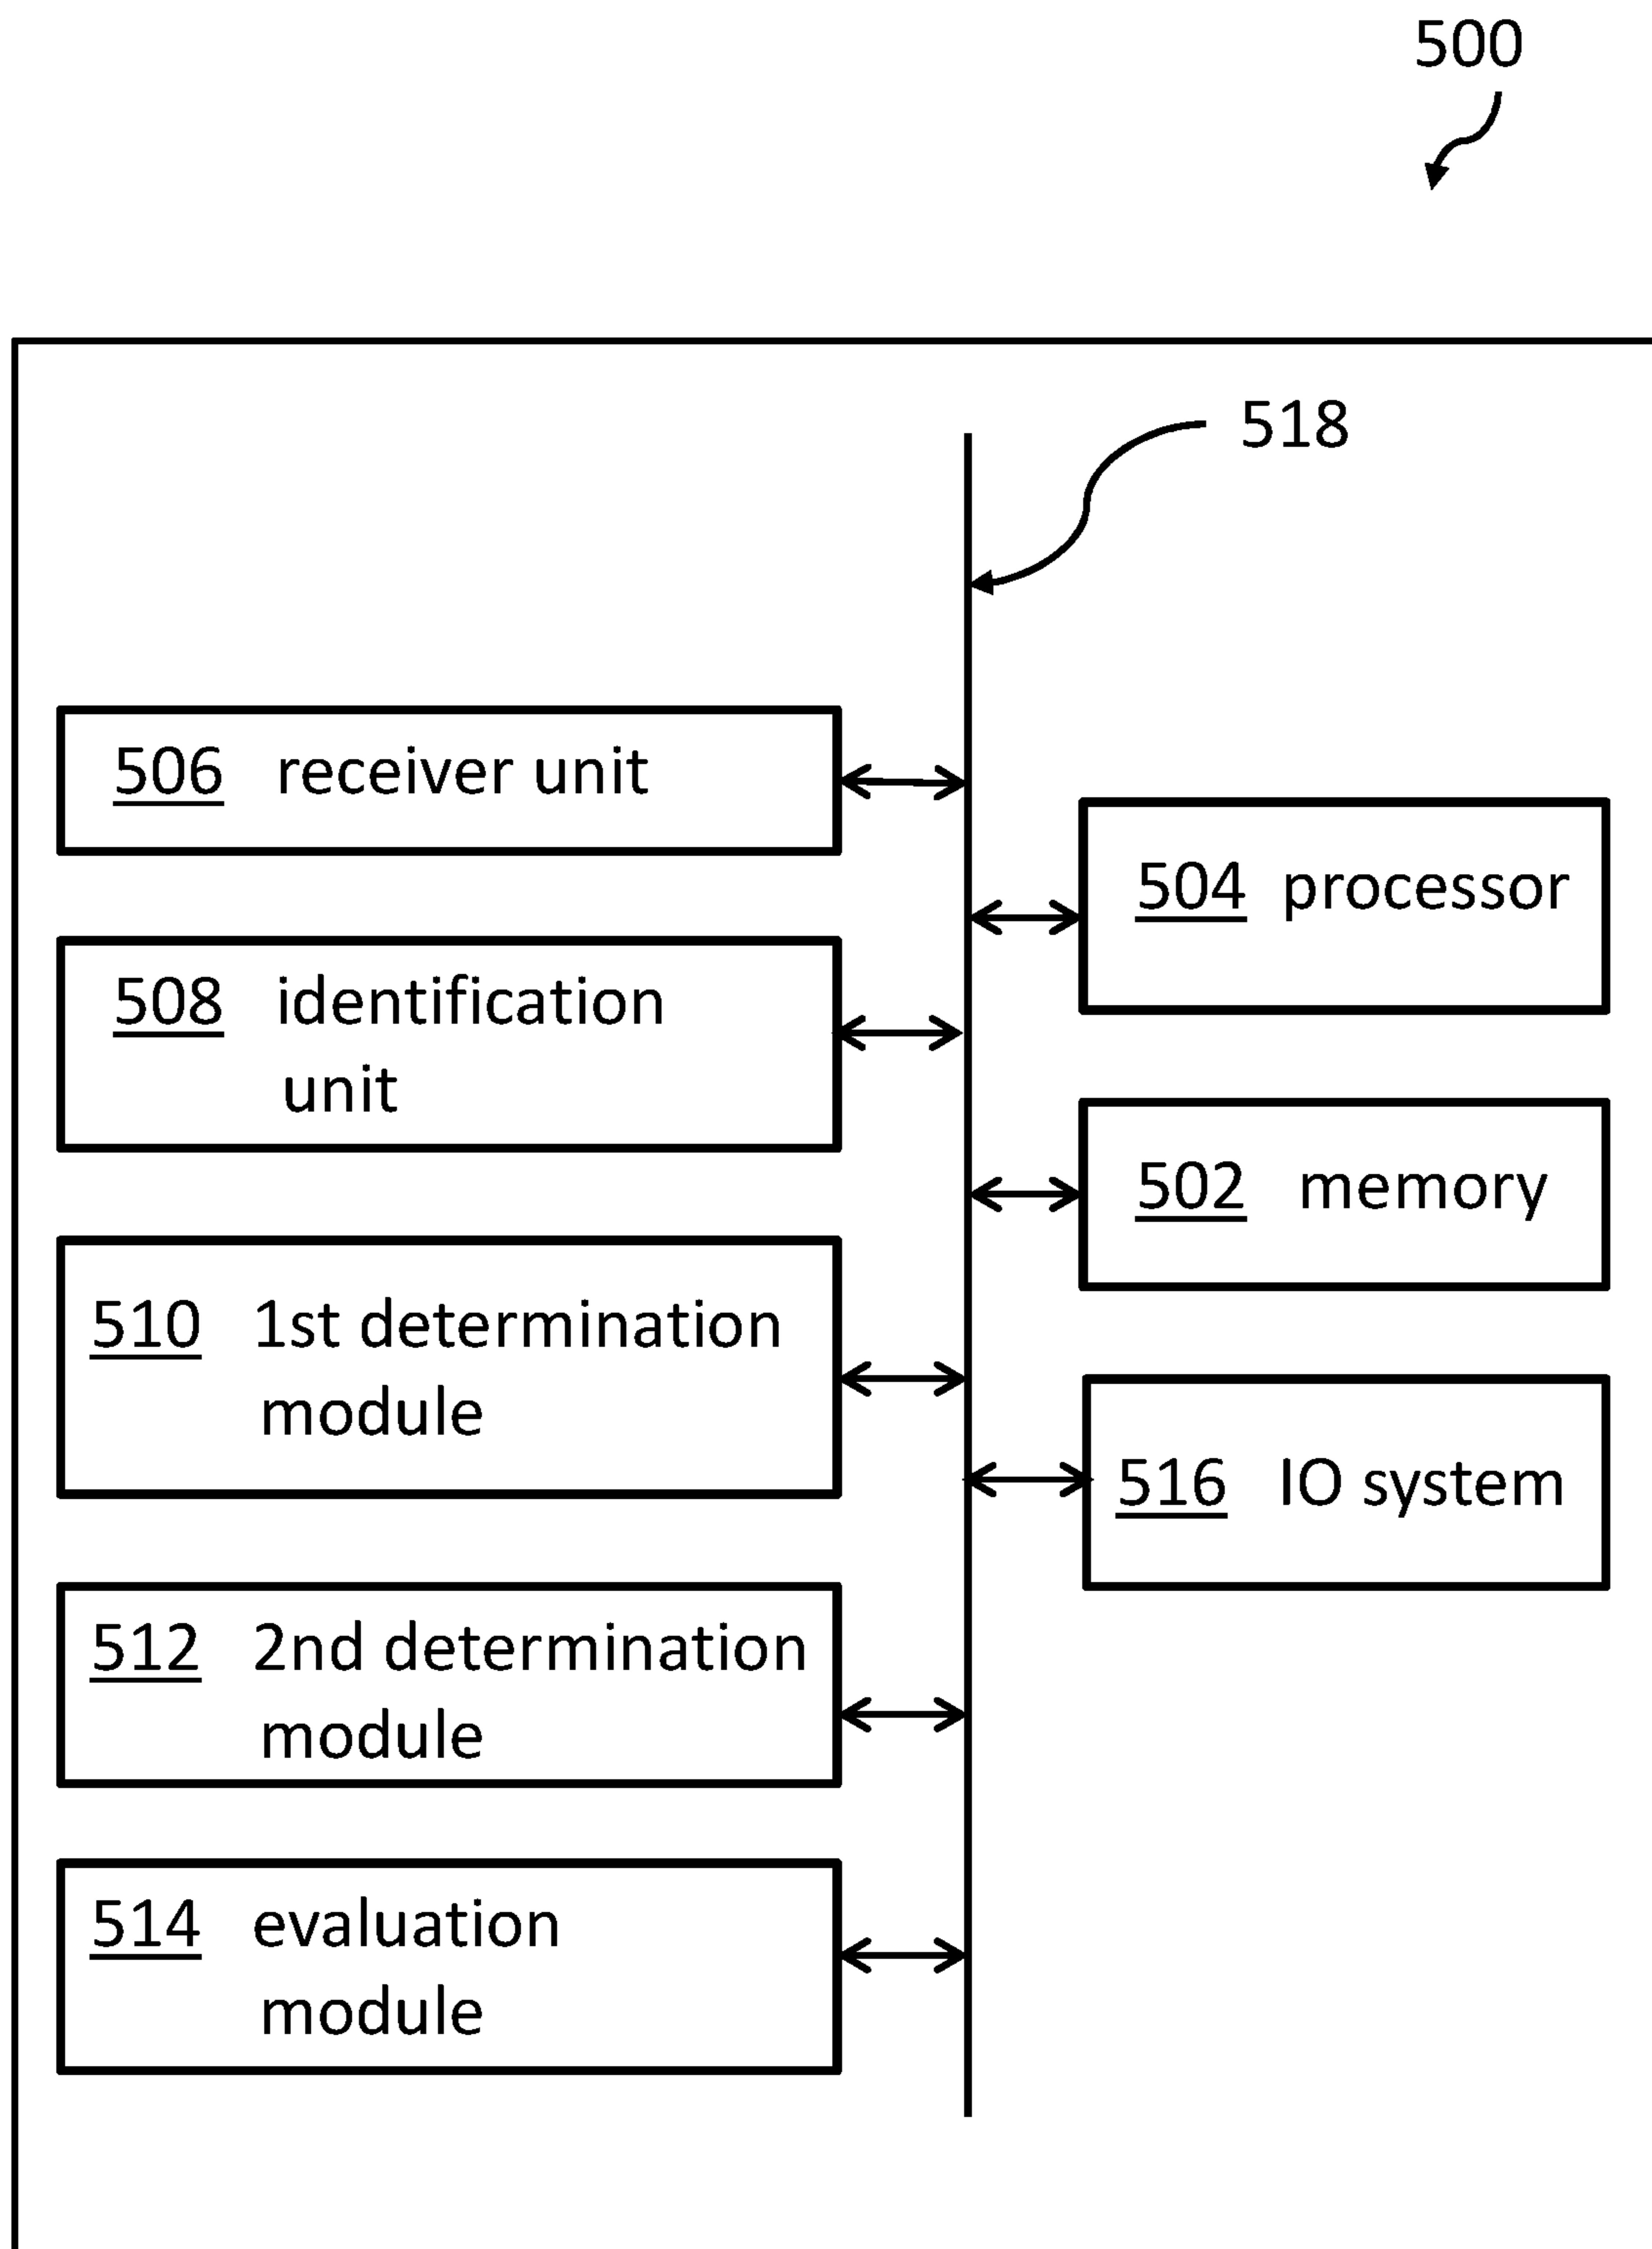 500
518
506 receiver unit
504 processor
508 identification
unit
502 memory
510 1st determination
module
516 IO system
512 2nd determination
module
514 evaluation
module